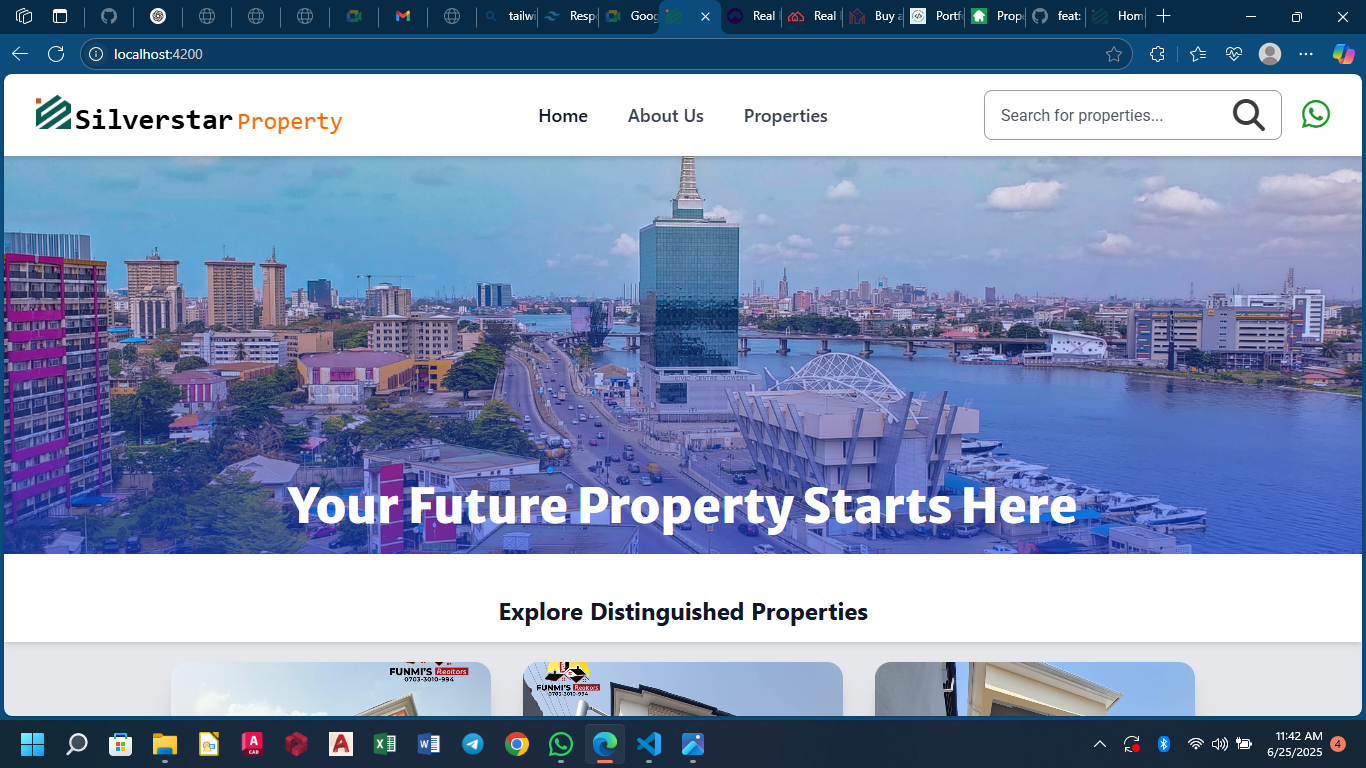 tailwi
Respo
Goog
Real
Real
Buy a
Portf
Prope
feat:
Hom
localhost:4200
Silverstar Property
Home
About Us
Properties
Search for properties...
Your Future Property Starts Here
Explore Distinguished Properties
FUNMI'S Realtors
0703-3010-994
FUNMI'S Realtors
0703-3010-994
11:42 AM
6/25/2025
4